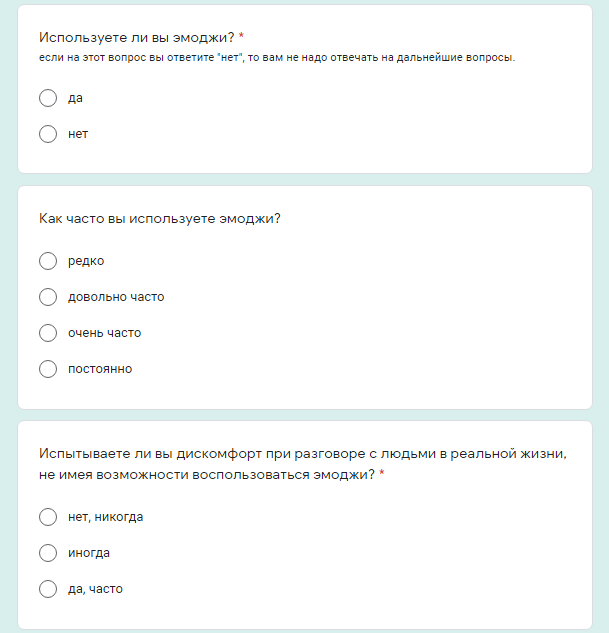 Используете ли вы эмоджи? *
если на этот вопрос вы ответите "нет", то вам не надо отвечать на дальнейшие вопросы.
да
нет
Как часто вы используете эмоджи?
редко
довольно часто
очень часто
постоянно
Испытываете ли вы дискомфорт при разговоре с людьми в реальной жизни,
не имея возможности воспользоваться эмоджи? *
нет, никогда
иногда
да, часто